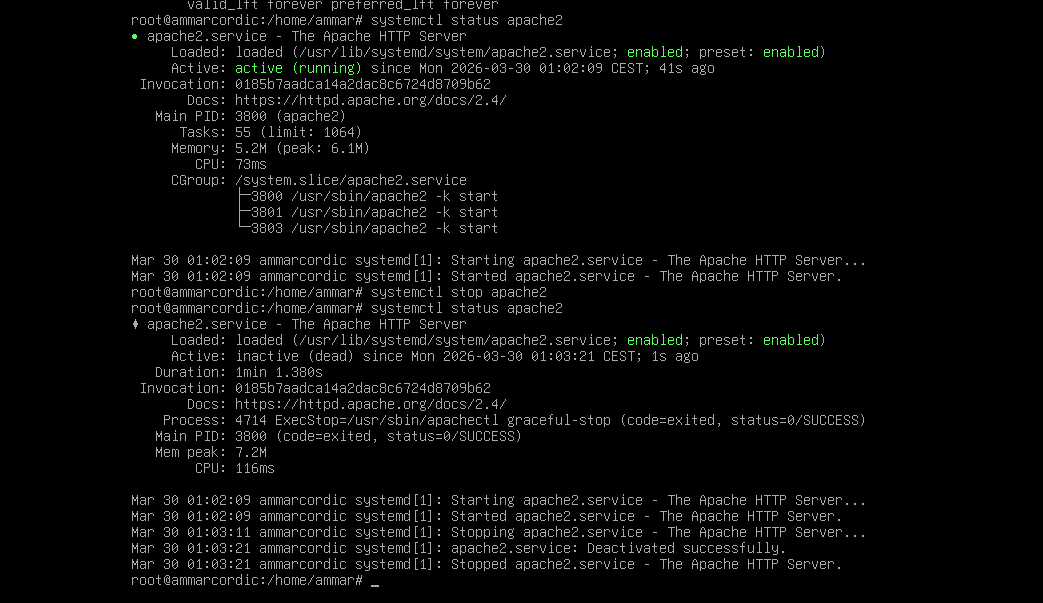 valid_lft forever preferred_lft forever
root@ammarcordic:/home/ammar# systemctl status apache2
● apache2.service - The Apache HTTP Server
Loaded: loaded (/usr/lib/systemd/system/apache2.service; enabled; preset: enabled)
Active: active (running) since Mon 2026-03-30 01:02:09 CEST; 41s ago
Invocation: 0185b7aadca14a2dac8c6724d8709b62
Docs: https://httpd.apache.org/docs/2.4/
Main PID: 3800 (apache2)
Tasks: 55 (limit: 1064)
Memory: 5.2M (peak: 6.1M)
CPU: 73ms
CGroup: /system.slice/apache2.service
├─3800 /usr/sbin/apache2 -k start
├─3801 /usr/sbin/apache2 -k start
└─3803 /usr/sbin/apache2 -k start
Mar 30 01:02:09 ammarcordic systemd[1]: Starting apache2.service - The Apache HTTP Server...
Mar 30 01:02:09 ammarcordic systemd[1]: Started apache2.service - The Apache HTTP Server.
root@ammarcordic:/home/ammar# systemctl stop apache2
root@ammarcordic:/home/ammar# systemctl status apache2
♦ apache2.service - The Apache HTTP Server
Loaded: loaded (/usr/lib/systemd/system/apache2.service; enabled; preset: enabled)
Active: inactive (dead) since Mon 2026-03-30 01:03:21 CEST; 1s ago
Duration: 1min 1.380s
Invocation: 0185b7aadca14a2dac8c6724d8709b62
Docs: https://httpd.apache.org/docs/2.4/
Process: 4714 ExecStop=/usr/sbin/apachectl graceful-stop (code=exited, status=0/SUCCESS)
Main PID: 3800 (code=exited, status=0/SUCCESS)
Mem peak: 7.2M
CPU: 116ms
Mar 30 01:02:09 ammarcordic systemd[1]: Starting apache2.service - The Apache HTTP Server...
Mar 30 01:02:09 ammarcordic systemd[1]: Started apache2.service - The Apache HTTP Server.
Mar 30 01:03:11 ammarcordic systemd[1]: Stopping apache2.service - The Apache HTTP Server...
Mar 30 01:03:21 ammarcordic systemd[1]: apache2.service: Deactivated successfully.
Mar 30 01:03:21 ammarcordic systemd[1]: Stopped apache2.service - The Apache HTTP Server.
root@ammarcordic:/home/ammar# _